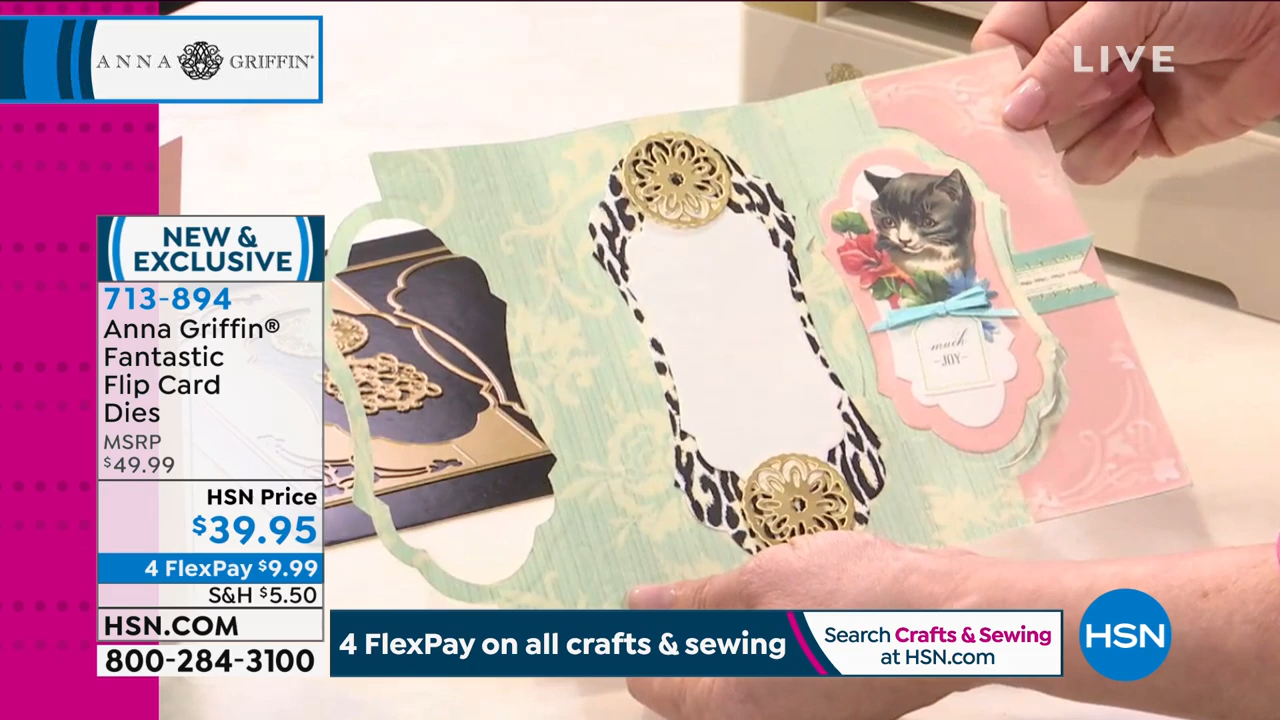 ANNA GRIFFIN®
LIVE
NEW &
EXCLUSIVE
713-894
Anna Griffin®
Fantastic
Flip Card
Dies
MSRP
$49.99
HSN Price
$39.95
4 FlexPay $9.99
S&H $5.50
HSN.COM
800-284-3100
much
-JOY-
4 FlexPay on all crafts & sewing
Search Crafts & Sewing
at HSN.com
HSN